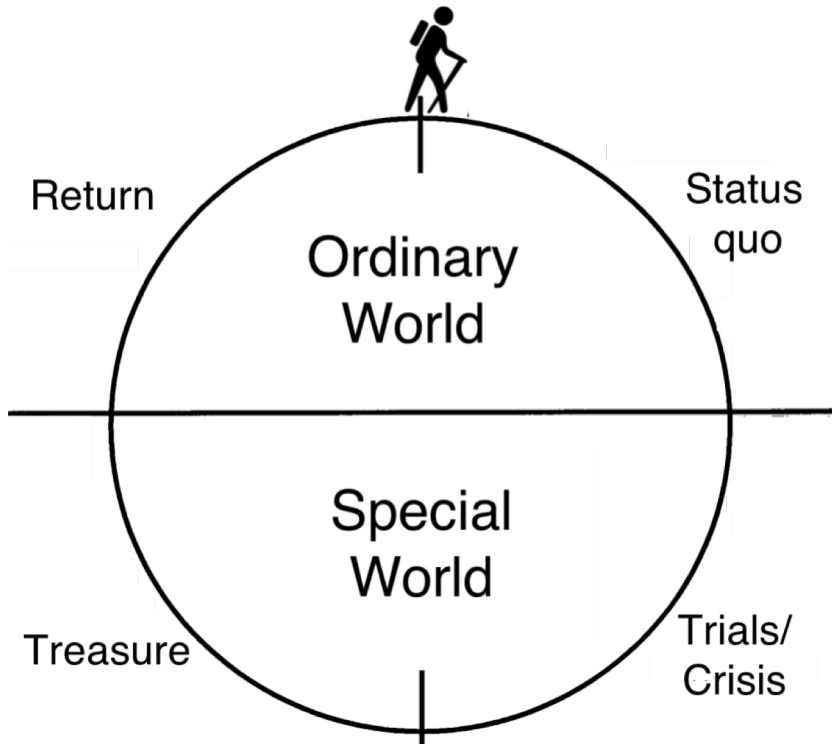 Return
Status
quo
Ordinary
World
Special
World
Treasure
Trials/
Crisis